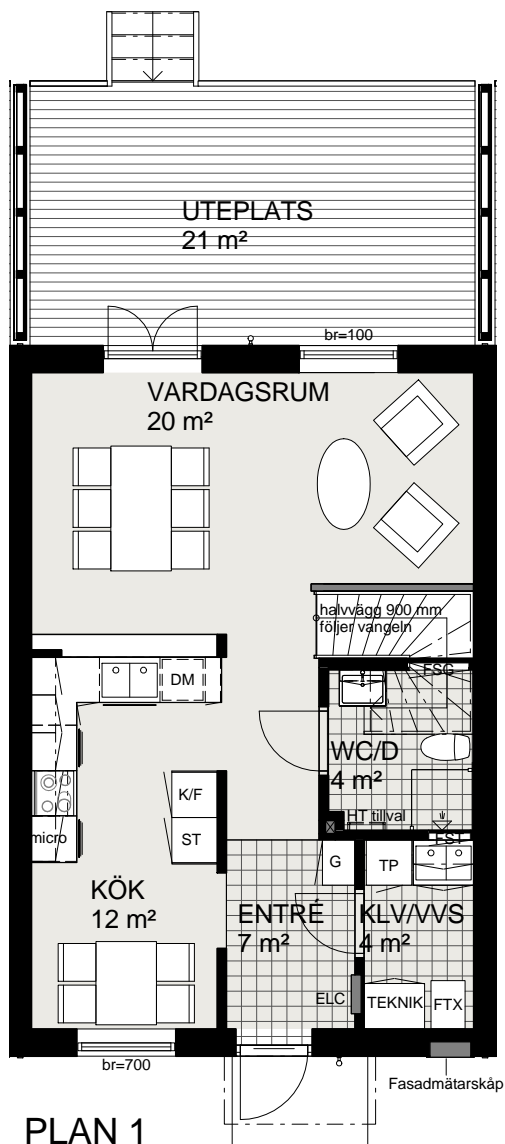 UTEPLATS
21 m²
br=100
VARDAGSRUM
20 m²
halvvägg 900 mm
följer vangeln
FSG
DM
WC/D
4 m²
K/F
HT tillval
micro
ST
FST
G
TP
KÖK
12 m²
ENTRÉ
7 m²
KLV/VVS
4 m²
ELC
TEKNIK
FTX
br=700
Fasadmätarskåp
PLAN 1